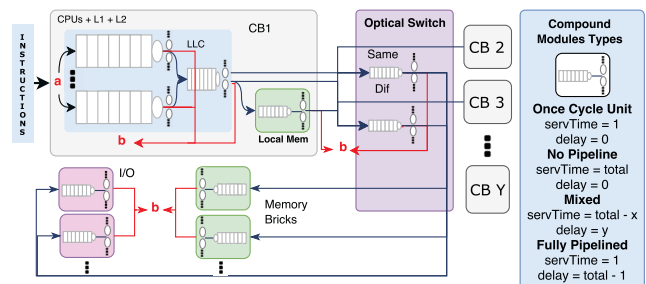 INSTRUCTIONS
CPUs + L1 + L2
CB1
LLC
a
b
Local Mem
Optical Switch
Same
Dif
b
CB 2
CB 3
CB Y
I/O
b
Memory
Bricks
Compound
Modules Types
Once Cycle Unit
servTime = 1
delay = 0
No Pipeline
servTime = total
delay = 0
Mixed
servTime = total - x
delay = y
Fully Pipelined
servTime = 1
delay = total - 1